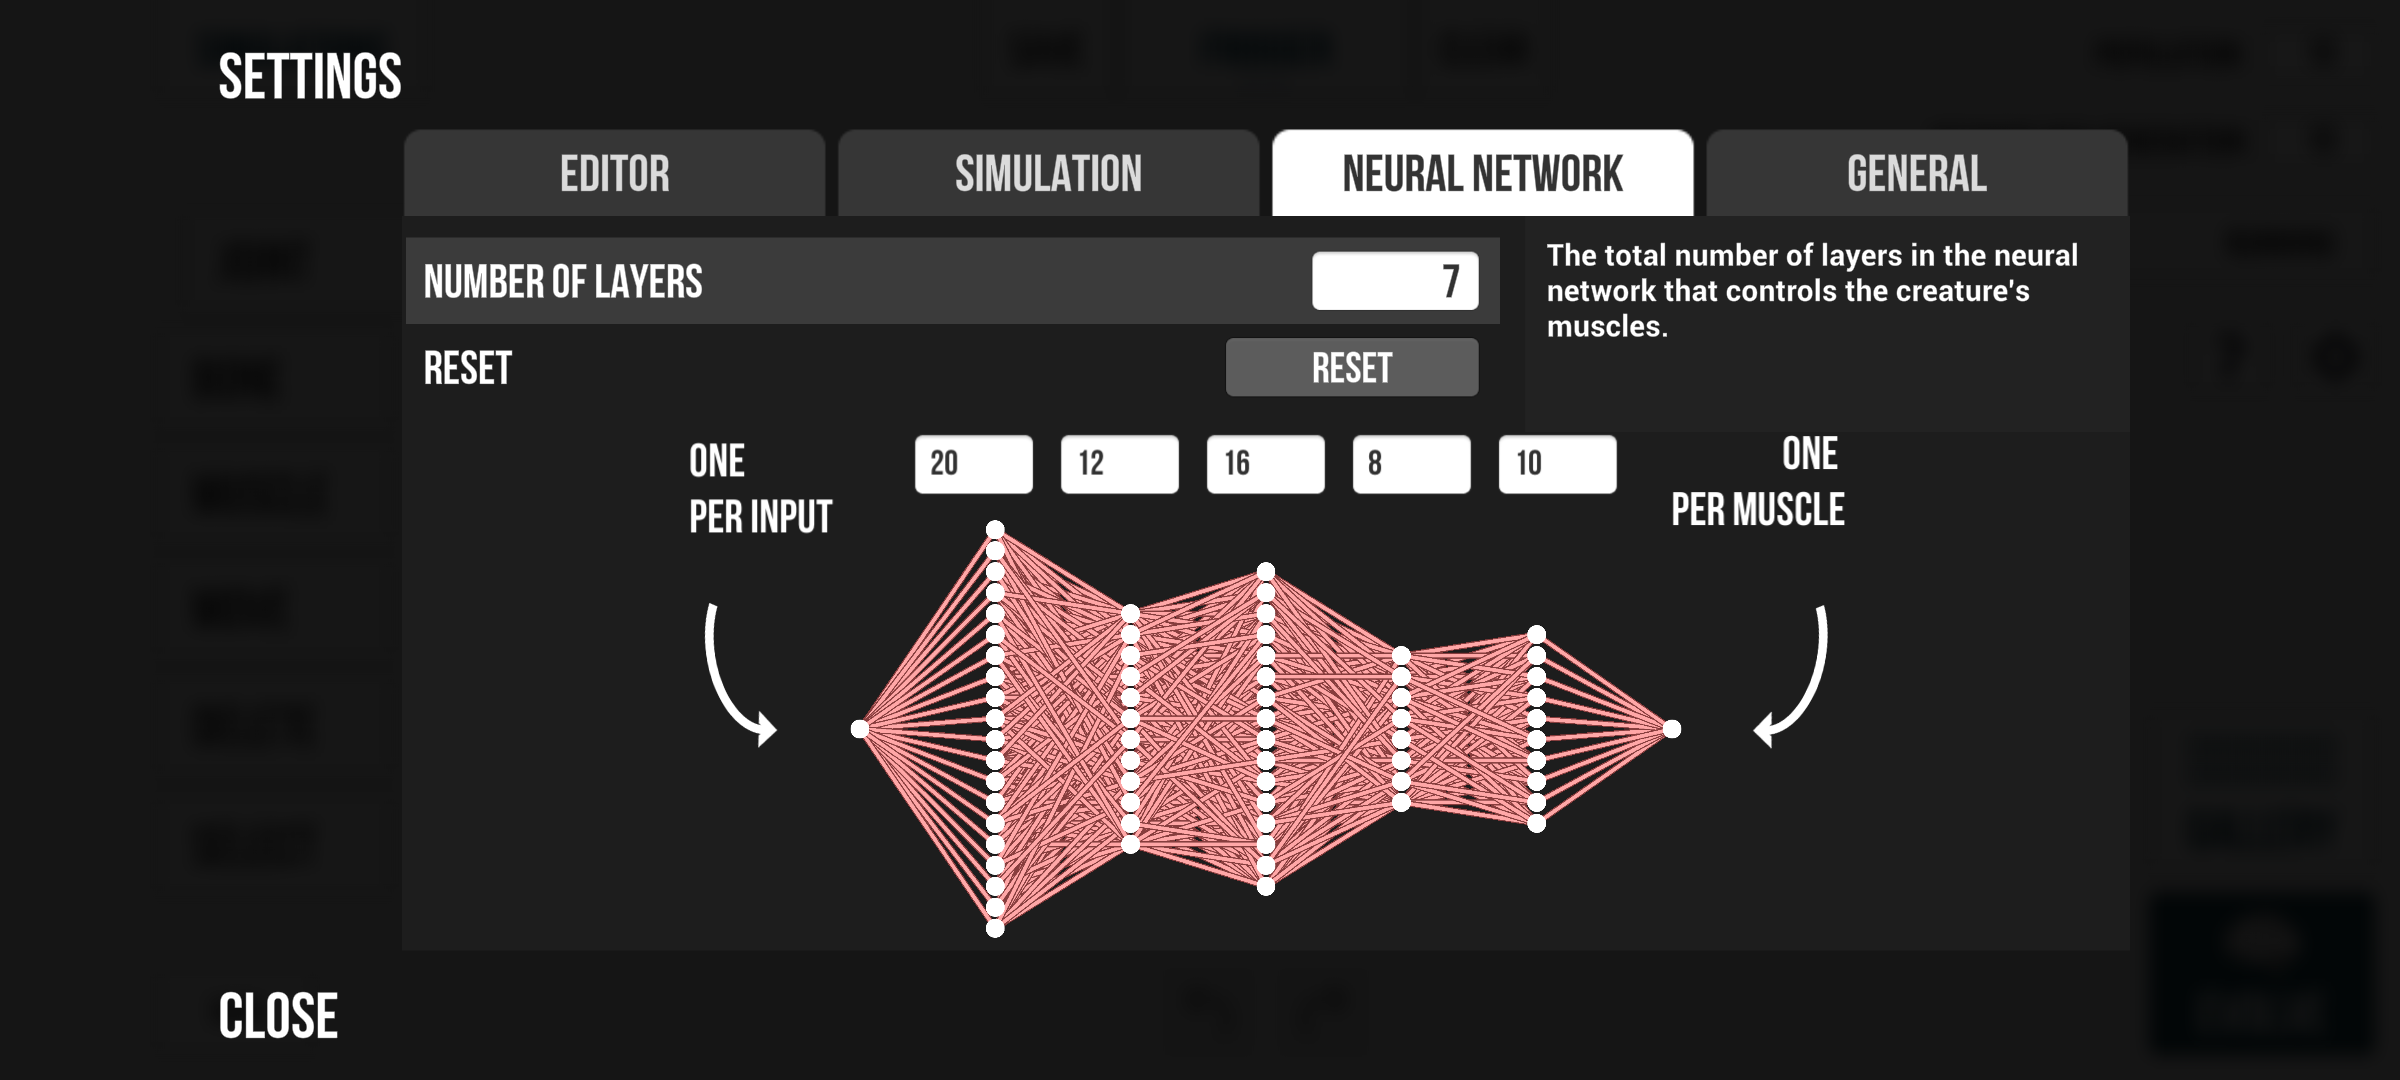 SETTINGS
EDITOR
SIMULATION
NEURAL NETWORK
GENERAL
NUMBER OF LAYERS
7
The total number of layers in the neural
network that controls the creature's
muscles.
RESET
RESET
ONE
PER INPUT
20
12
16
8
10
ONE
PER MUSCLE
CLOSE